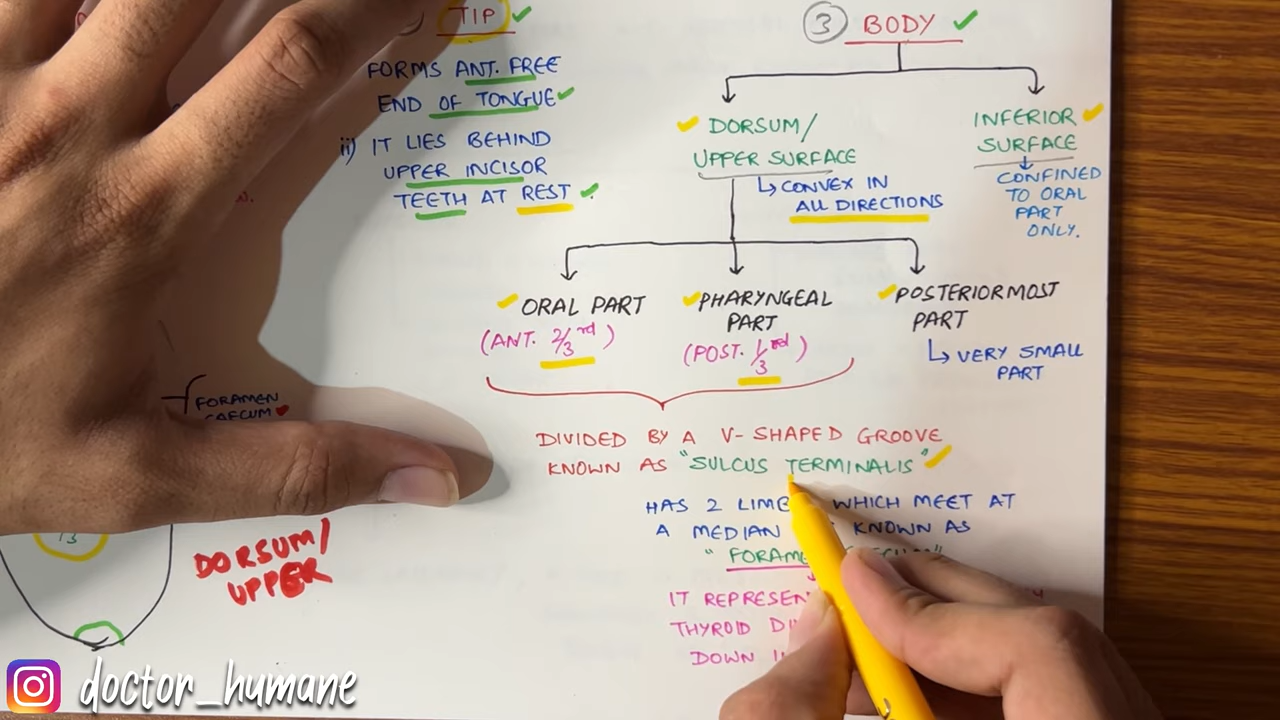 TIP
FORMS ANT. FREE
END OF TONGUE
ii) IT LIES BEHIND
UPPER INCISOR
TEETH AT REST
3 BODY
DORSUM/
UPPER SURFACE
CONVEX IN
ALL DIRECTIONS
INFERIOR
SURFACE
CONFINED
TO ORAL
PART
ONLY.
ORAL PART
(ANT. 2/3rd)
PHARYNGEAL
PART
(POST. 1/3rd)
POSTERIORMOST
PART
VERY SMALL
PART
DIVIDED BY A V-SHAPED GROOVE
KNOWN AS "SULCUS TERMINALIS"
HAS 2 LIMB WHICH MEET AT
A MEDIAN KNOWN AS
"FORAME
IT REPRESEN
THYROID
DOWN
FORAMEN
CAECUM
DORSUM/
UPPER
doctor_humane